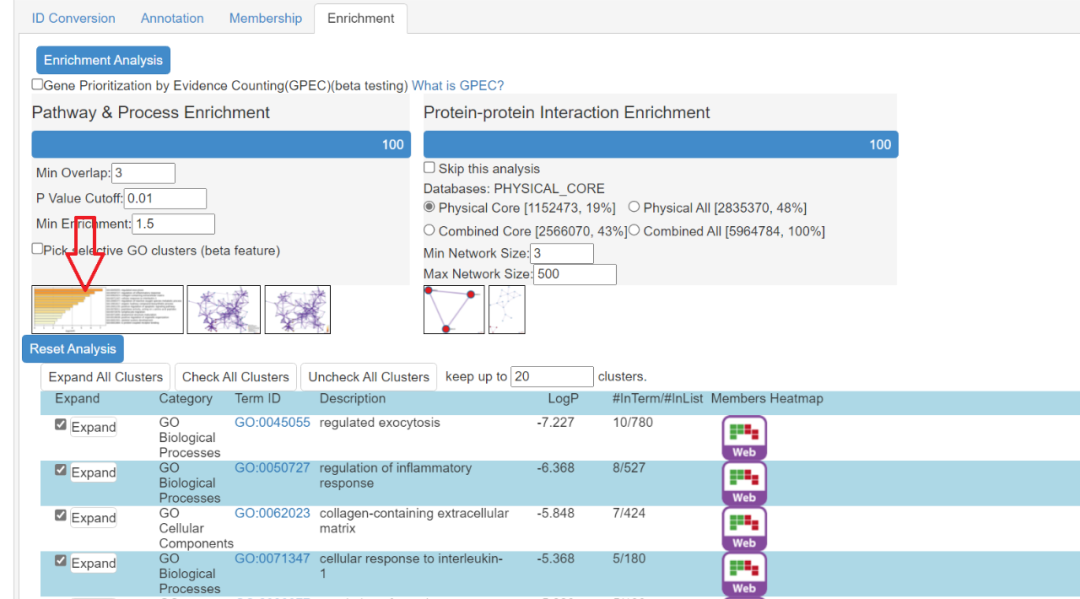 ID Conversion Annotation Membership Enrichment
Enrichment Analysis
Gene Prioritization by Evidence Counting(GPEC)(beta testing) What is GPEC?
Pathway & Process Enrichment
100
Min Overlap: 3
P Value Cutoff: 0.01
Min Enrichment: 1.5
Pick selective GO clusters (beta feature)
Protein-protein Interaction Enrichment
100
Skip this analysis
Databases: PHYSICAL_CORE
Physical Core [1152473, 19%] Physical All [2835370, 48%]
Combined Core [2566070, 43%] Combined All [5964784, 100%]
Min Network Size: 3
Max Network Size: 500
Reset Analysis
Expand All Clusters Check All Clusters Uncheck All Clusters keep up to 20 clusters.
Expand Category Term ID Description LogP #InTerm/#InList Members Heatmap
Expand GO GO:0045055 regulated exocytosis -7.227 10/780
Biological
Processes
Web
Expand GO GO:0050727 regulation of inflammatory -6.368 8/527
Biological response
Processes
Web
Expand GO GO:0062023 collagen-containing extracellular -5.848 7/424
Cellular matrix
Components
Web
Expand GO GO:0071347 cellular response to interleukin- -5.368 5/180
Biological 1
Processes
Web